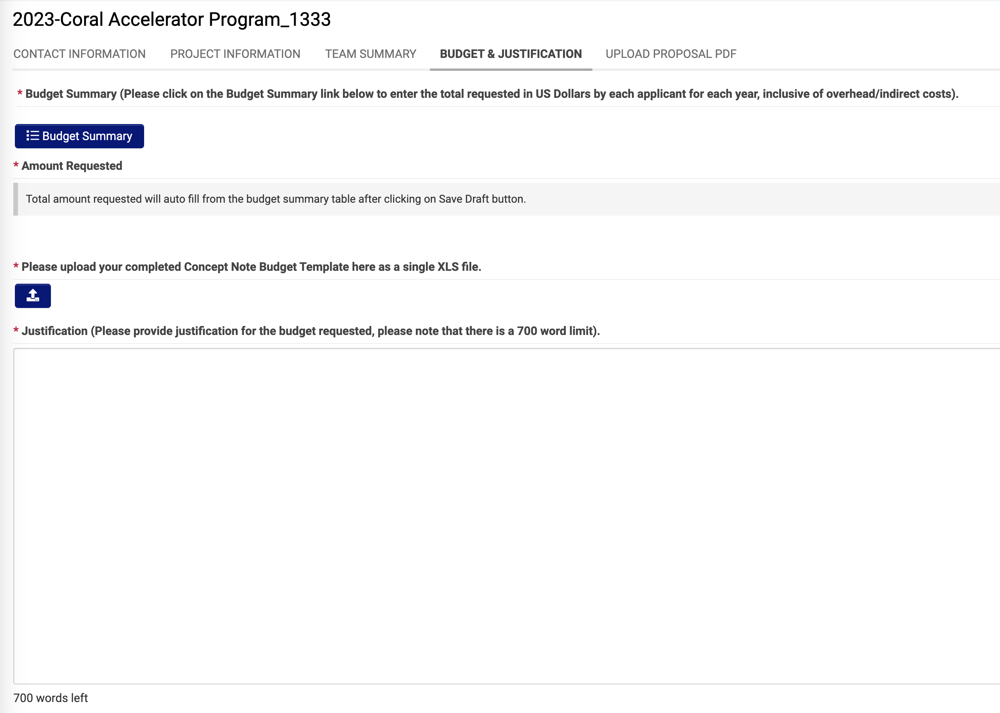 2023-Coral Accelerator Program_1333
CONTACT INFORMATION PROJECT INFORMATION TEAM SUMMARY BUDGET & JUSTIFICATION UPLOAD PROPOSAL PDF
* Budget Summary (Please click on the Budget Summary link below to enter the total requested in US Dollars by each applicant for each year, inclusive of overhead/indirect costs).
Budget Summary
* Amount Requested
Total amount requested will auto fill from the budget summary table after clicking on Save Draft button.
* Please upload your completed Concept Note Budget Template here as a single XLS file.
* Justification (Please provide justification for the budget requested, please note that there is a 700 word limit).
700 words left